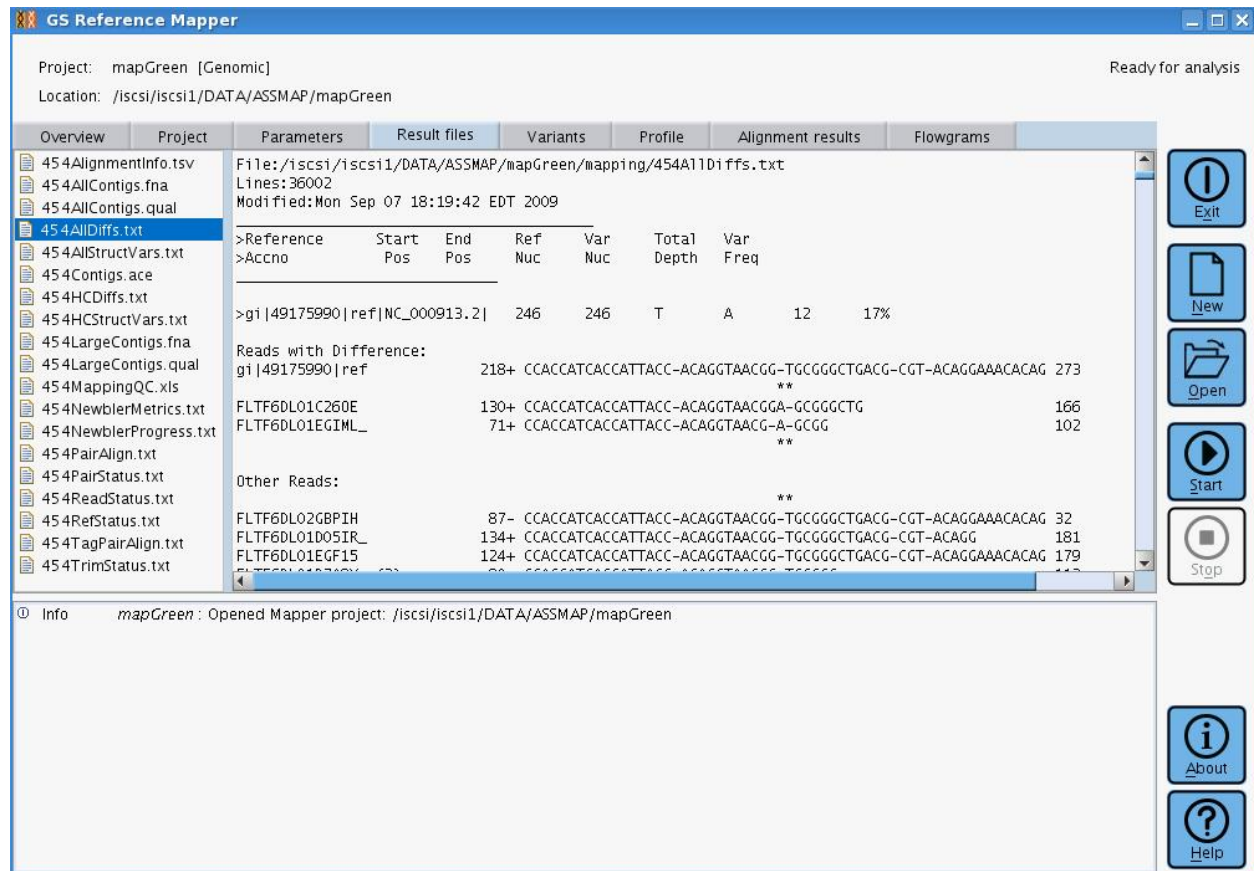 GS Reference Mapper
Project: mapGreen [Genomic]
Ready for analysis
Location: /iscsi/iscsi1/DATA/ASSMAP/mapGreen
Overview Project Parameters Result files Variants Profile Alignment results Flowgrams
454AlignmentInfo.tsv
454AllContigs.fna
454AllContigs.qual
454AllDiffs.txt
454AllStructVars.txt
454Contigs.ace
454HCDiffs.txt
454HCStructVars.txt
454LargeContigs.fna
454LargeContigs.qual
454MappingQC.xls
454NewblerMetrics.txt
454NewblerProgress.txt
454PairAlign.txt
454PairStatus.txt
454ReadStatus.txt
454RefStatus.txt
454TagPairAlign.txt
454TrimStatus.txt
File:/iscsi/iscsi1/DATA/ASSMAP/mapGreen/mapping/454AllDiffs.txt
Lines:36002
Modified:Mon Sep 07 18:19:42 EDT 2009
>Reference Start End Ref Var Total Var
>Accno Pos Pos Nuc Nuc Depth Freq
>gi|49175990|ref|NC_000913.2| 246 246 T A 12 17%
Reads with Difference:
gi|49175990|ref 218+ CCACCATCACCATTACC-ACAGGTAACGG-TGCGGGCTGACG-CGT-ACAGGAAACACAG 273
**
FLTF6DL01C260E 130+ CCACCATCACCATTACC-ACAGGTAACGGA-GCGGGCTG 166
FLTF6DL01EGIML_ 71+ CCACCATCACCATTACC-ACAGGTAACG-A-GCGG 102
**
Other Reads:
**
FLTF6DL02GBPIH 87- CCACCATCACCATTACC-ACAGGTAACGG-TGCGGGCTGACG-CGT-ACAGGAAACACAG 32
FLTF6DL01DO5IR_ 134+ CCACCATCACCATTACC-ACAGGTAACGG-TGCGGGCTGACG-CGT-ACAGG 181
FLTF6DL01EGF15 124+ CCACCATCACCATTACC-ACAGGTAACGG-TGCGGGCTGACG-CGT-ACAGGAAACACAG 179
Exit
New
Open
Start
Stop
Info mapGreen : Opened Mapper project: /iscsi/iscsi1/DATA/ASSMAP/mapGreen
About
Help